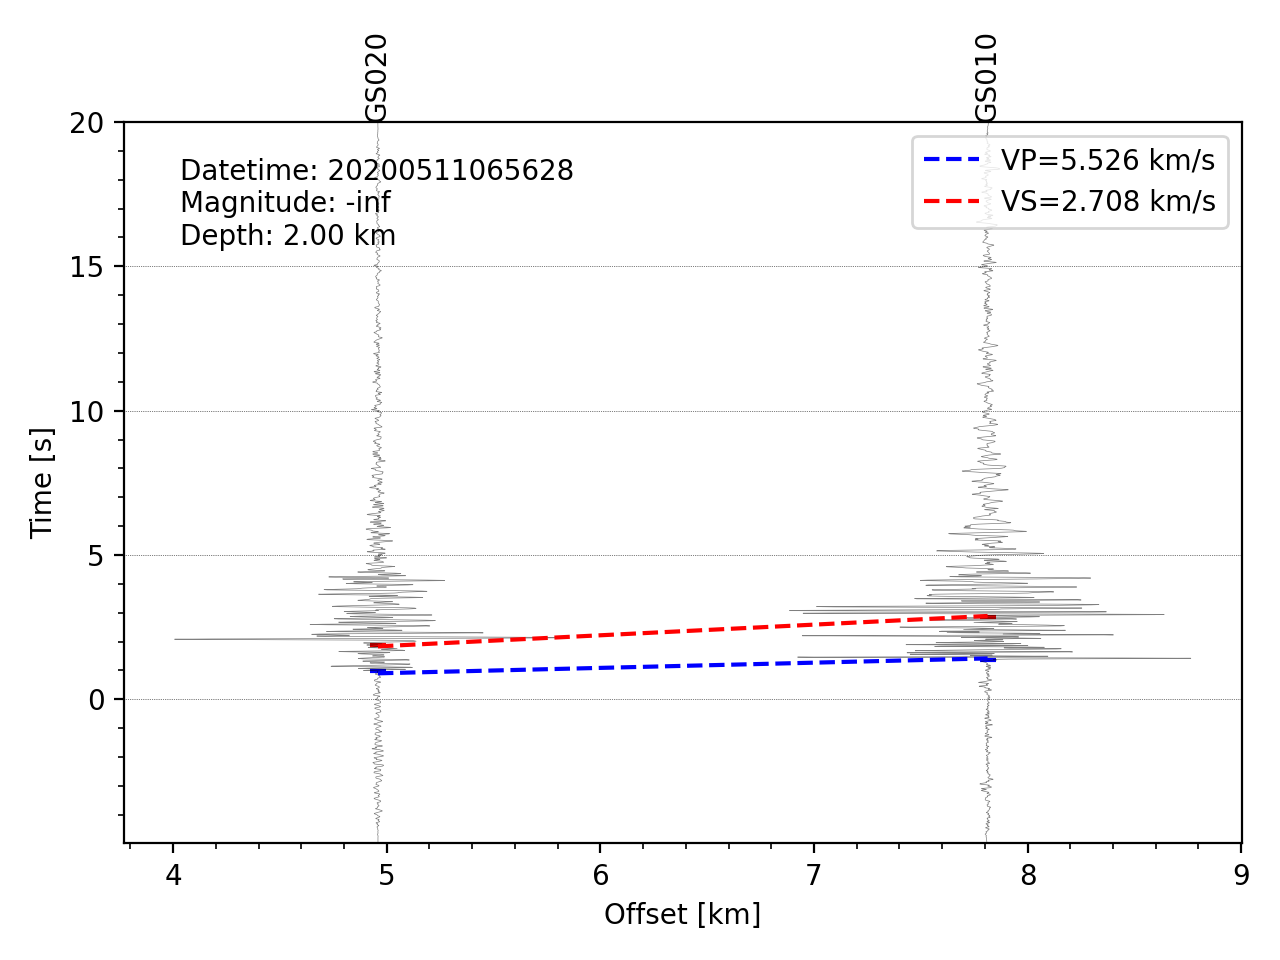 GS020
GS010
Datetime: 20200511065628
Magnitude: -inf
Depth: 2.00 km
VP=5.526 km/s
VS=2.708 km/s
20
15
10
5
0
Time [s]
4 5 6 7 8 9
Offset [km]